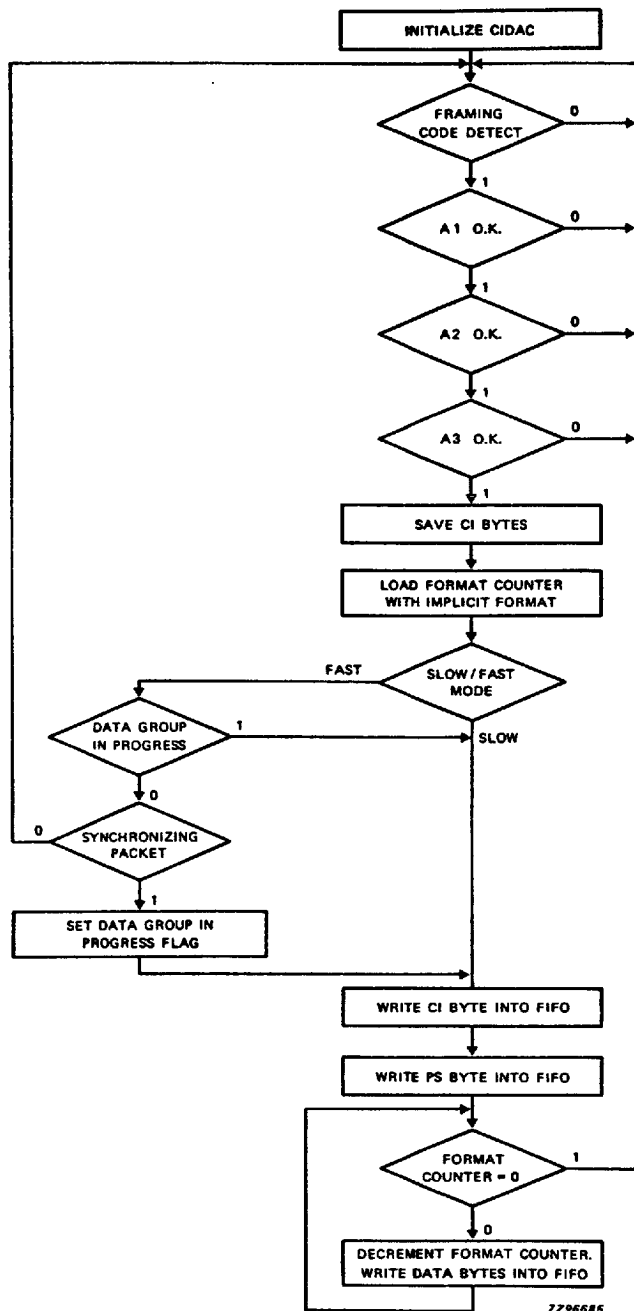 INITIALIZE CIDAC
FRAMING
CODE DETECT
0
1
A1 O.K.
0
1
A2 O.K.
0
1
A3 O.K.
0
1
SAVE CI BYTES
LOAD FORMAT COUNTER
WITH IMPLICIT FORMAT
SLOW/FAST
MODE
FAST
SLOW
DATA GROUP
IN PROGRESS
1
0
SYNCHRONIZING
PACKET
0
1
SET DATA GROUP IN
PROGRESS FLAG
WRITE CI BYTE INTO FIFO
WRITE PS BYTE INTO FIFO
FORMAT
COUNTER = 0
1
0
DECREMENT FORMAT COUNTER.
WRITE DATA BYTES INTO FIFO
7Z96686